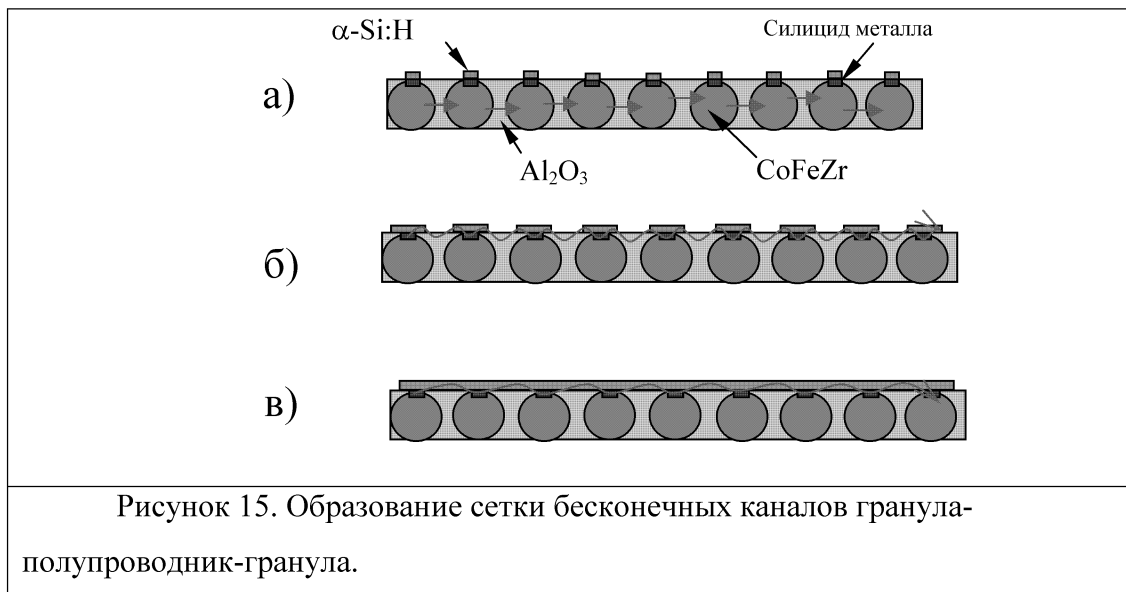 α-Si:H
Силицид металла
а)
Al₂O₃
CoFeZr
б)
в)
Рисунок 15. Образование сетки бесконечных каналов гранула-
полупроводник-гранула.